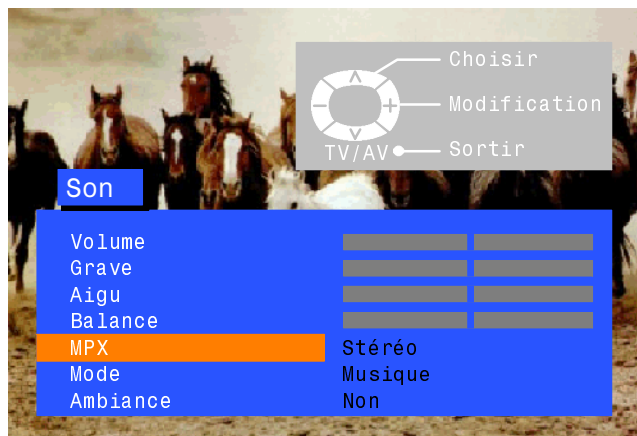 Choisir
Modification
TV/AV Sortir
Son
Volume
Grave
Aigu
Balance
MPX Stéréo
Mode Musique
Ambiance Non